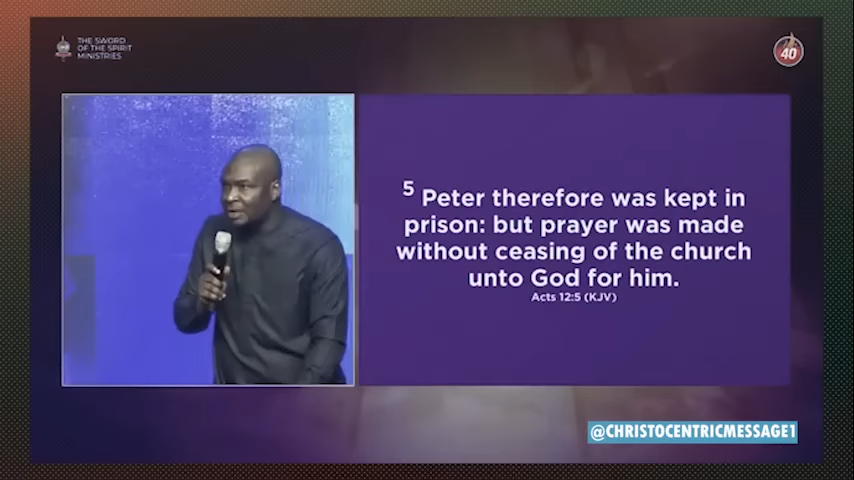 THE SWORD
OF THE SPIRIT
MINISTRIES
40
5 Peter therefore was kept in
prison: but prayer was made
without ceasing of the church
unto God for him.
Acts 12:5 (KJV)
@CHRISTOCENTRICMESSAGE1